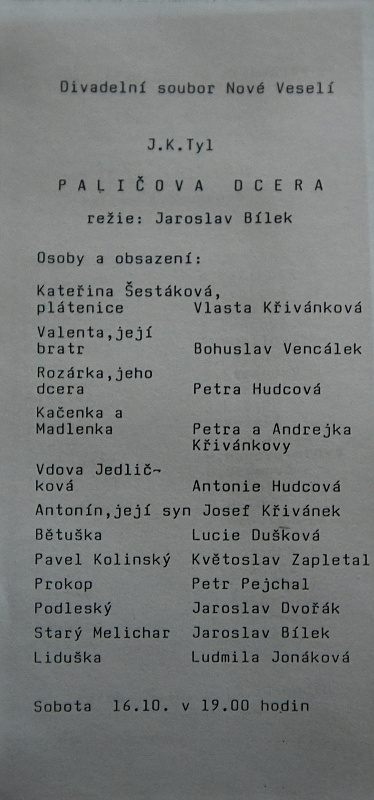 Divadelní soubor Nové Veselí
J.K.Tyl
PALIČOVA DCERA
režie: Jaroslav Bílek
Osoby a obsazení:
Kateřina Šestáková,
plátenice Vlasta Křivánková
Valenta,její
bratr Bohuslav Vencálek
Rozárka,jeho
dcera Petra Hudcová
Kačenka a
Madlenka Petra a Andrejka
Křivánkovy
Vdova Jedlič-
ková Antonie Hudcová
Antonín,její syn Josef Křivánek
Bětuška Lucie Dušková
Pavel Kolinský Květoslav Zapletal
Prokop Petr Pejchal
Podleský Jaroslav Dvořák
Starý Melichar Jaroslav Bílek
Liduška Ludmila Jonáková
Sobota 16.10. v 19.00 hodin